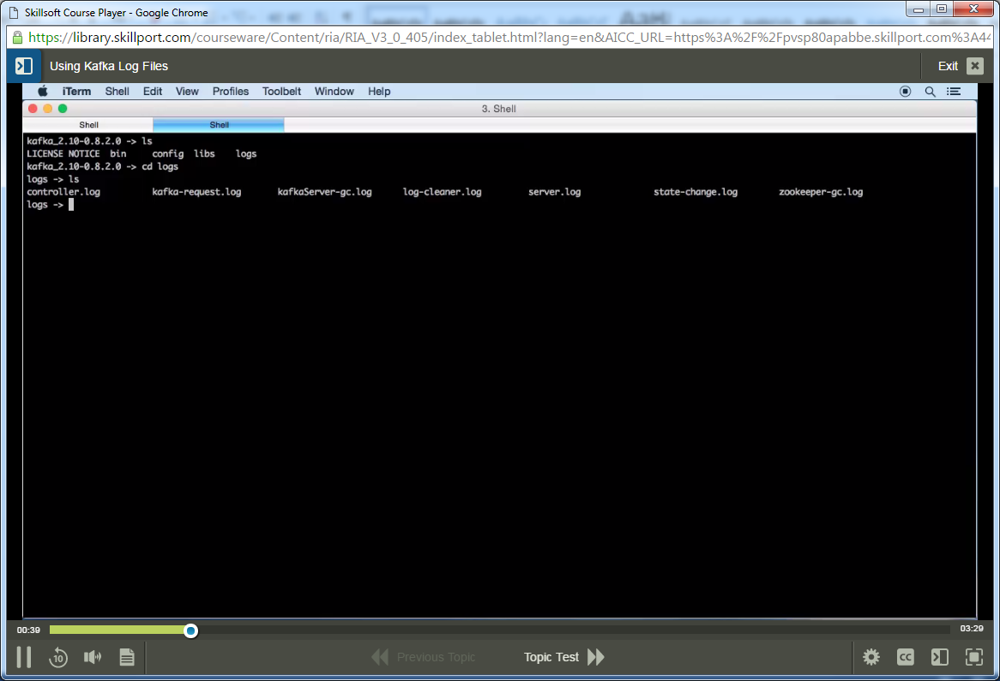 Skillsoft Course Player - Google Chrome
https://library.skillport.com/courseware/Content/ria/RIA_V3_0_405/index_tablet.html?lang=en&AICC_URL=https%3A%2F%2Fpvsp80apabbe.skillport.com%3A44
Using Kafka Log Files
Exit
iTerm Shell Edit View Profiles Toolbelt Window Help
3. Shell
Shell Shell
kafka_2.10-0.8.2.0 -> ls
LICENSE NOTICE bin config libs logs
kafka_2.10-0.8.2.0 -> cd logs
logs -> ls
controller.log kafka-request.log kafkaServer-gc.log log-cleaner.log server.log state-change.log zookeeper-gc.log
logs ->
00:39 03:29
10 Previous Topic Topic Test CC